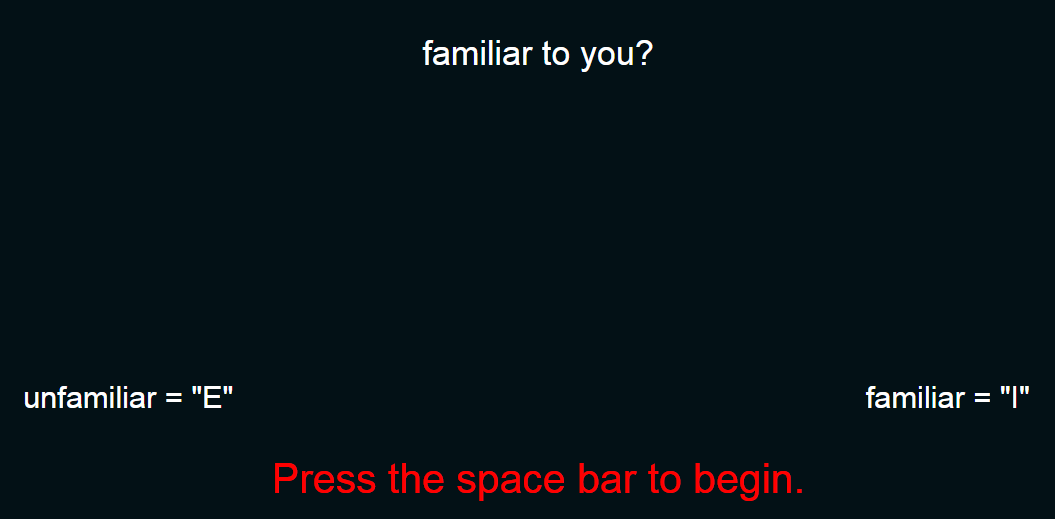 familiar to you?
unfamiliar = "E"
familiar = "I"
Press the space bar to begin.